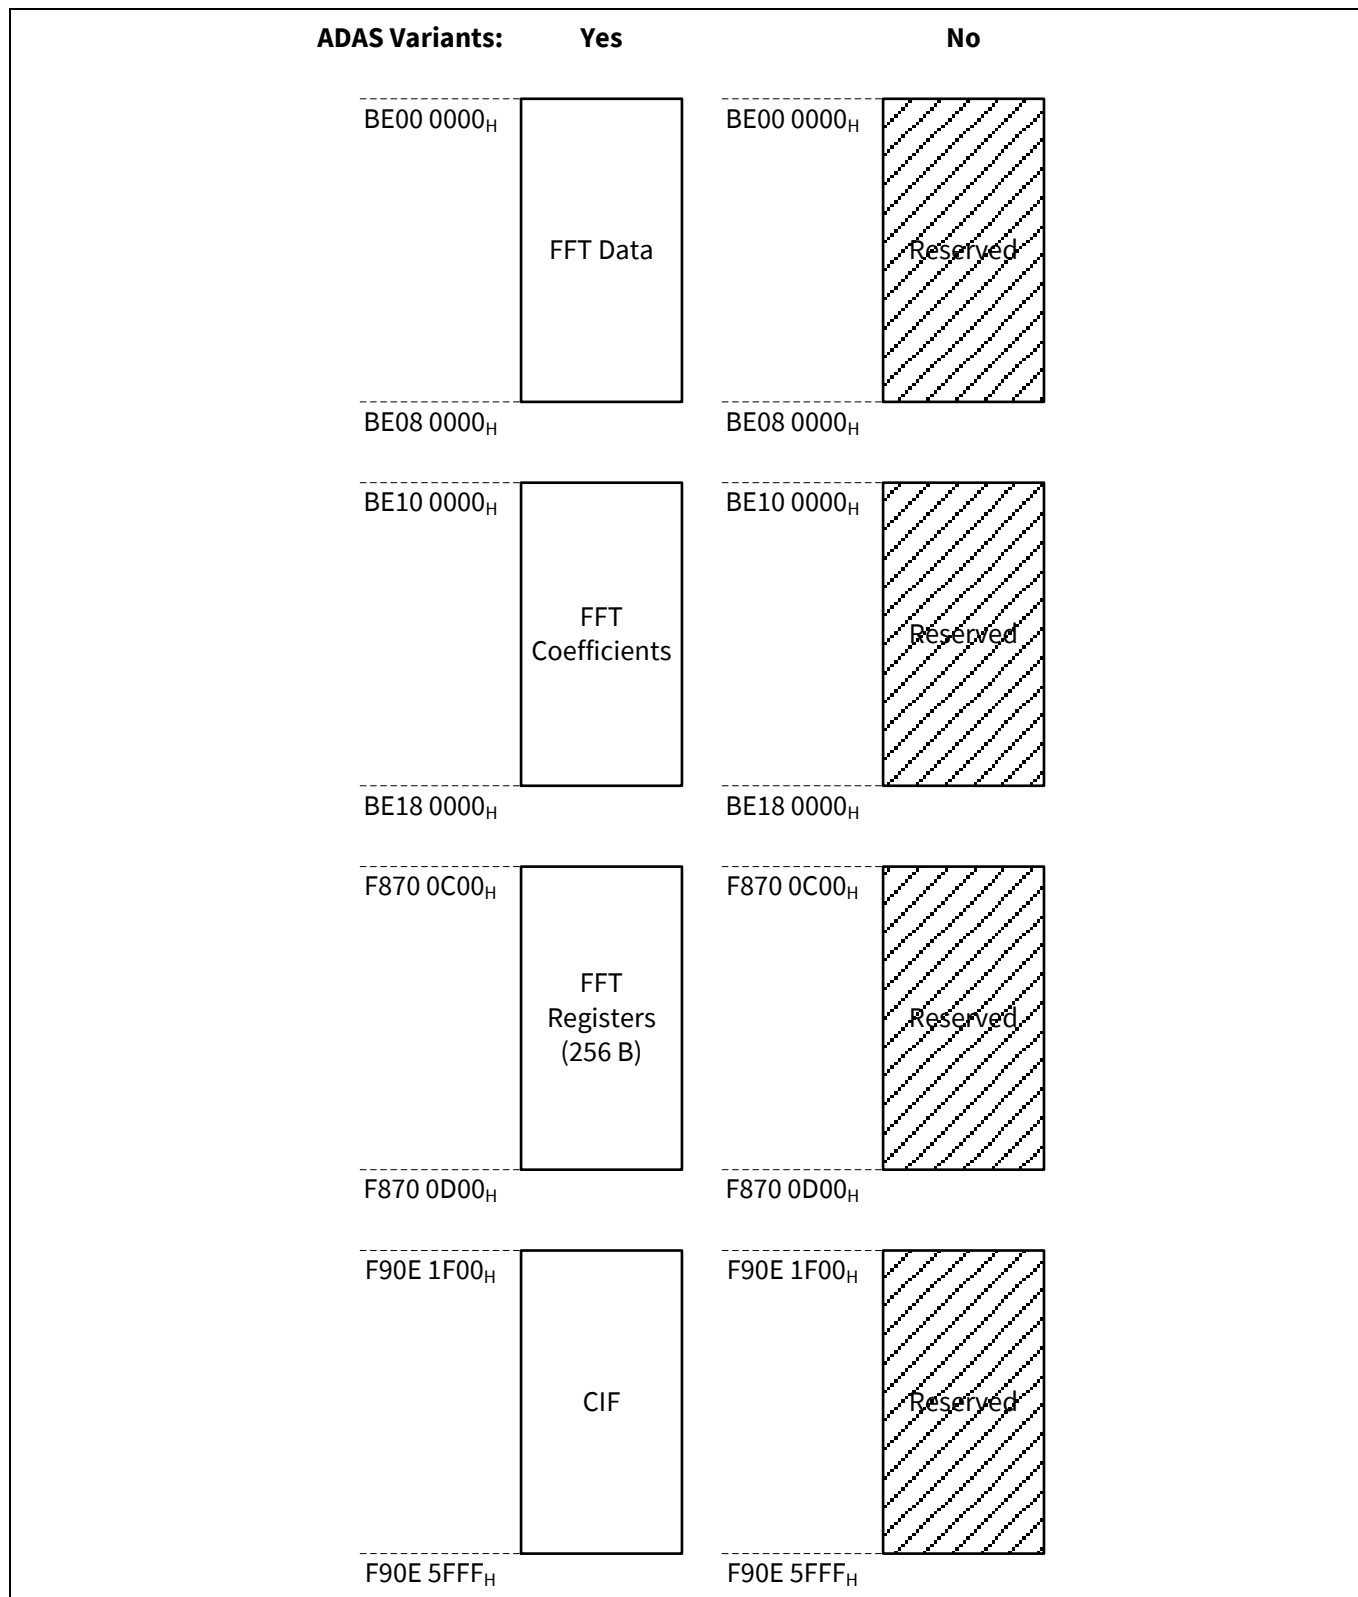 ADAS Variants: Yes No
BE00 0000H BE00 0000H
FFT Data Reserved
BE08 0000H BE08 0000H
BE10 0000H BE10 0000H
FFT
Coefficients Reserved
BE18 0000H BE18 0000H
F870 0C00H F870 0C00H
FFT
Registers Reserved
(256 B)
F870 0D00H F870 0D00H
F90E 1F00H F90E 1F00H
CIF Reserved
F90E 5FFFH F90E 5FFFH